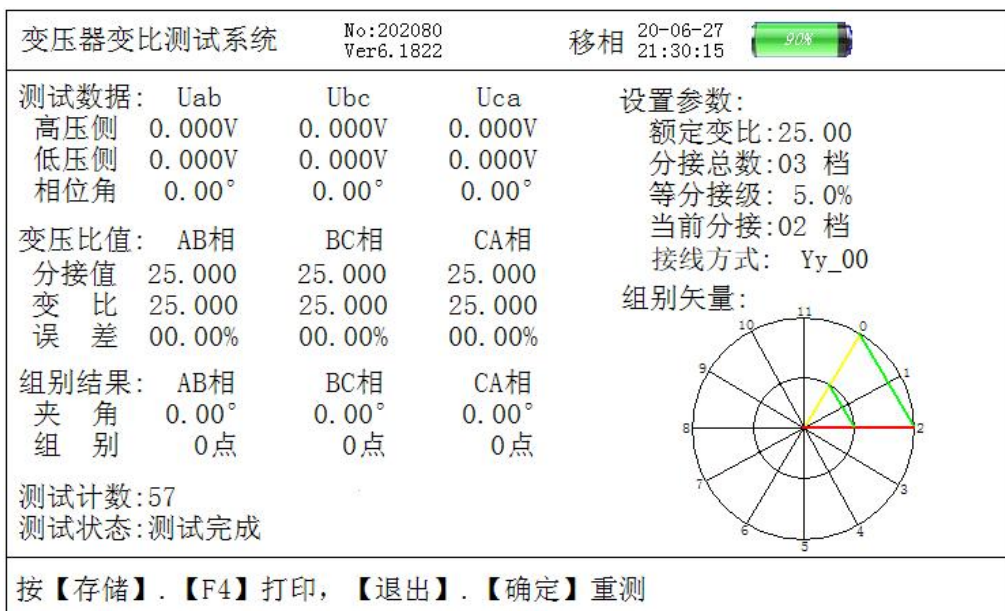 变压器变比测试系统 No:202080 Ver6.1822 移相 20-06-27 21:30:15 90%
测试数据: Uab Ubc Uca
高压侧 0.000V 0.000V 0.000V
低压侧 0.000V 0.000V 0.000V
相位角 0.00° 0.00° 0.00°
变压比值: AB相 BC相 CA相
分接值 25.000 25.000 25.000
变 比 25.000 25.000 25.000
误 差 00.00% 00.00% 00.00%
组别结果: AB相 BC相 CA相
夹 角 0.00° 0.00° 0.00°
组 别 0点 0点 0点
测试计数:57
测试状态:测试完成
设置参数:
额定变比:25.00
分接总数:03 档
等分接级: 5.0%
当前分接:02 档
接线方式: Yy_00
组别矢量:
11
10 0
9 1
8 2
7 3
6 4
5
按【存储】.【F4】打印，【退出】.【确定】重测